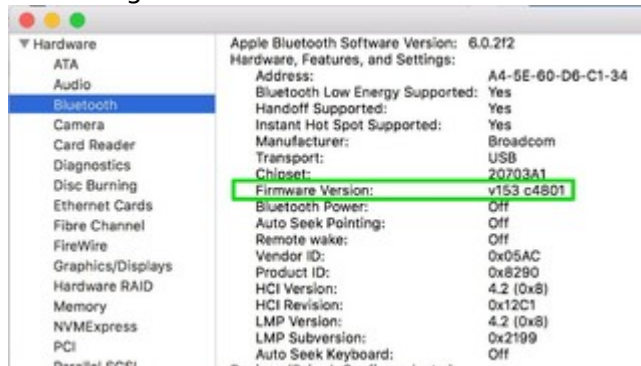 Hardware
ATA
Audio
Bluetooth
Camera
Card Reader
Diagnostics
Disc Burning
Ethernet Cards
Fibre Channel
FireWire
Graphics/Displays
Hardware RAID
Memory
NVMExpress
PCI
Apple Bluetooth Software Version: 6.0.2f2
Hardware, Features, and Settings:
Address: A4-5E-60-D6-C1-34
Bluetooth Low Energy Supported: Yes
Handoff Supported: Yes
Instant Hot Spot Supported: Yes
Manufacturer: Broadcom
Transport: USB
Chipset: 20703A1
Firmware Version: v153 c4801
Bluetooth Power: Off
Auto Seek Pointing: Off
Remote wake: Off
Vendor ID: 0x05AC
Product ID: 0x8290
HCI Version: 4.2 (0x8)
HCI Revision: 0x12C1
LMP Version: 4.2 (0x8)
LMP Subversion: 0x2199
Auto Seek Keyboard: Off